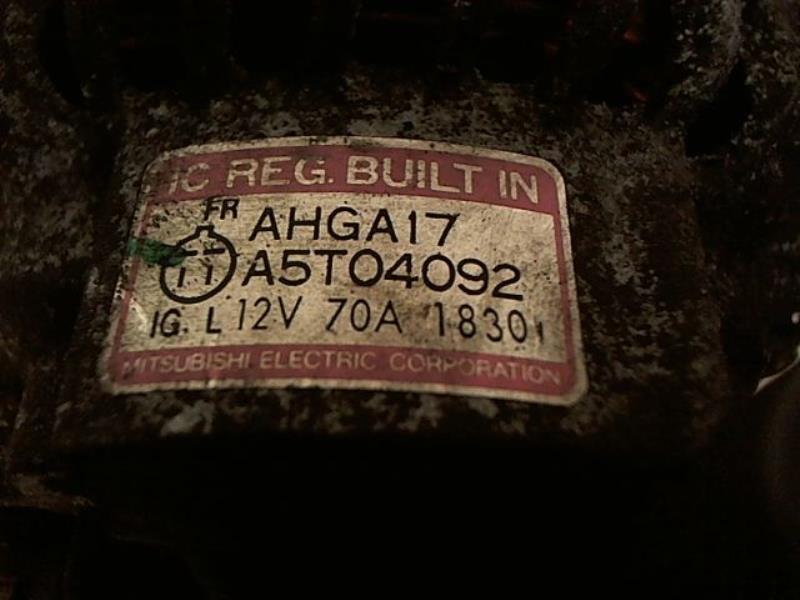 IC REG. BUILT IN
FR
AHGA17
A5T04092
IG. L 12V 70A 1830
MITSUBISHI ELECTRIC CORPORATION